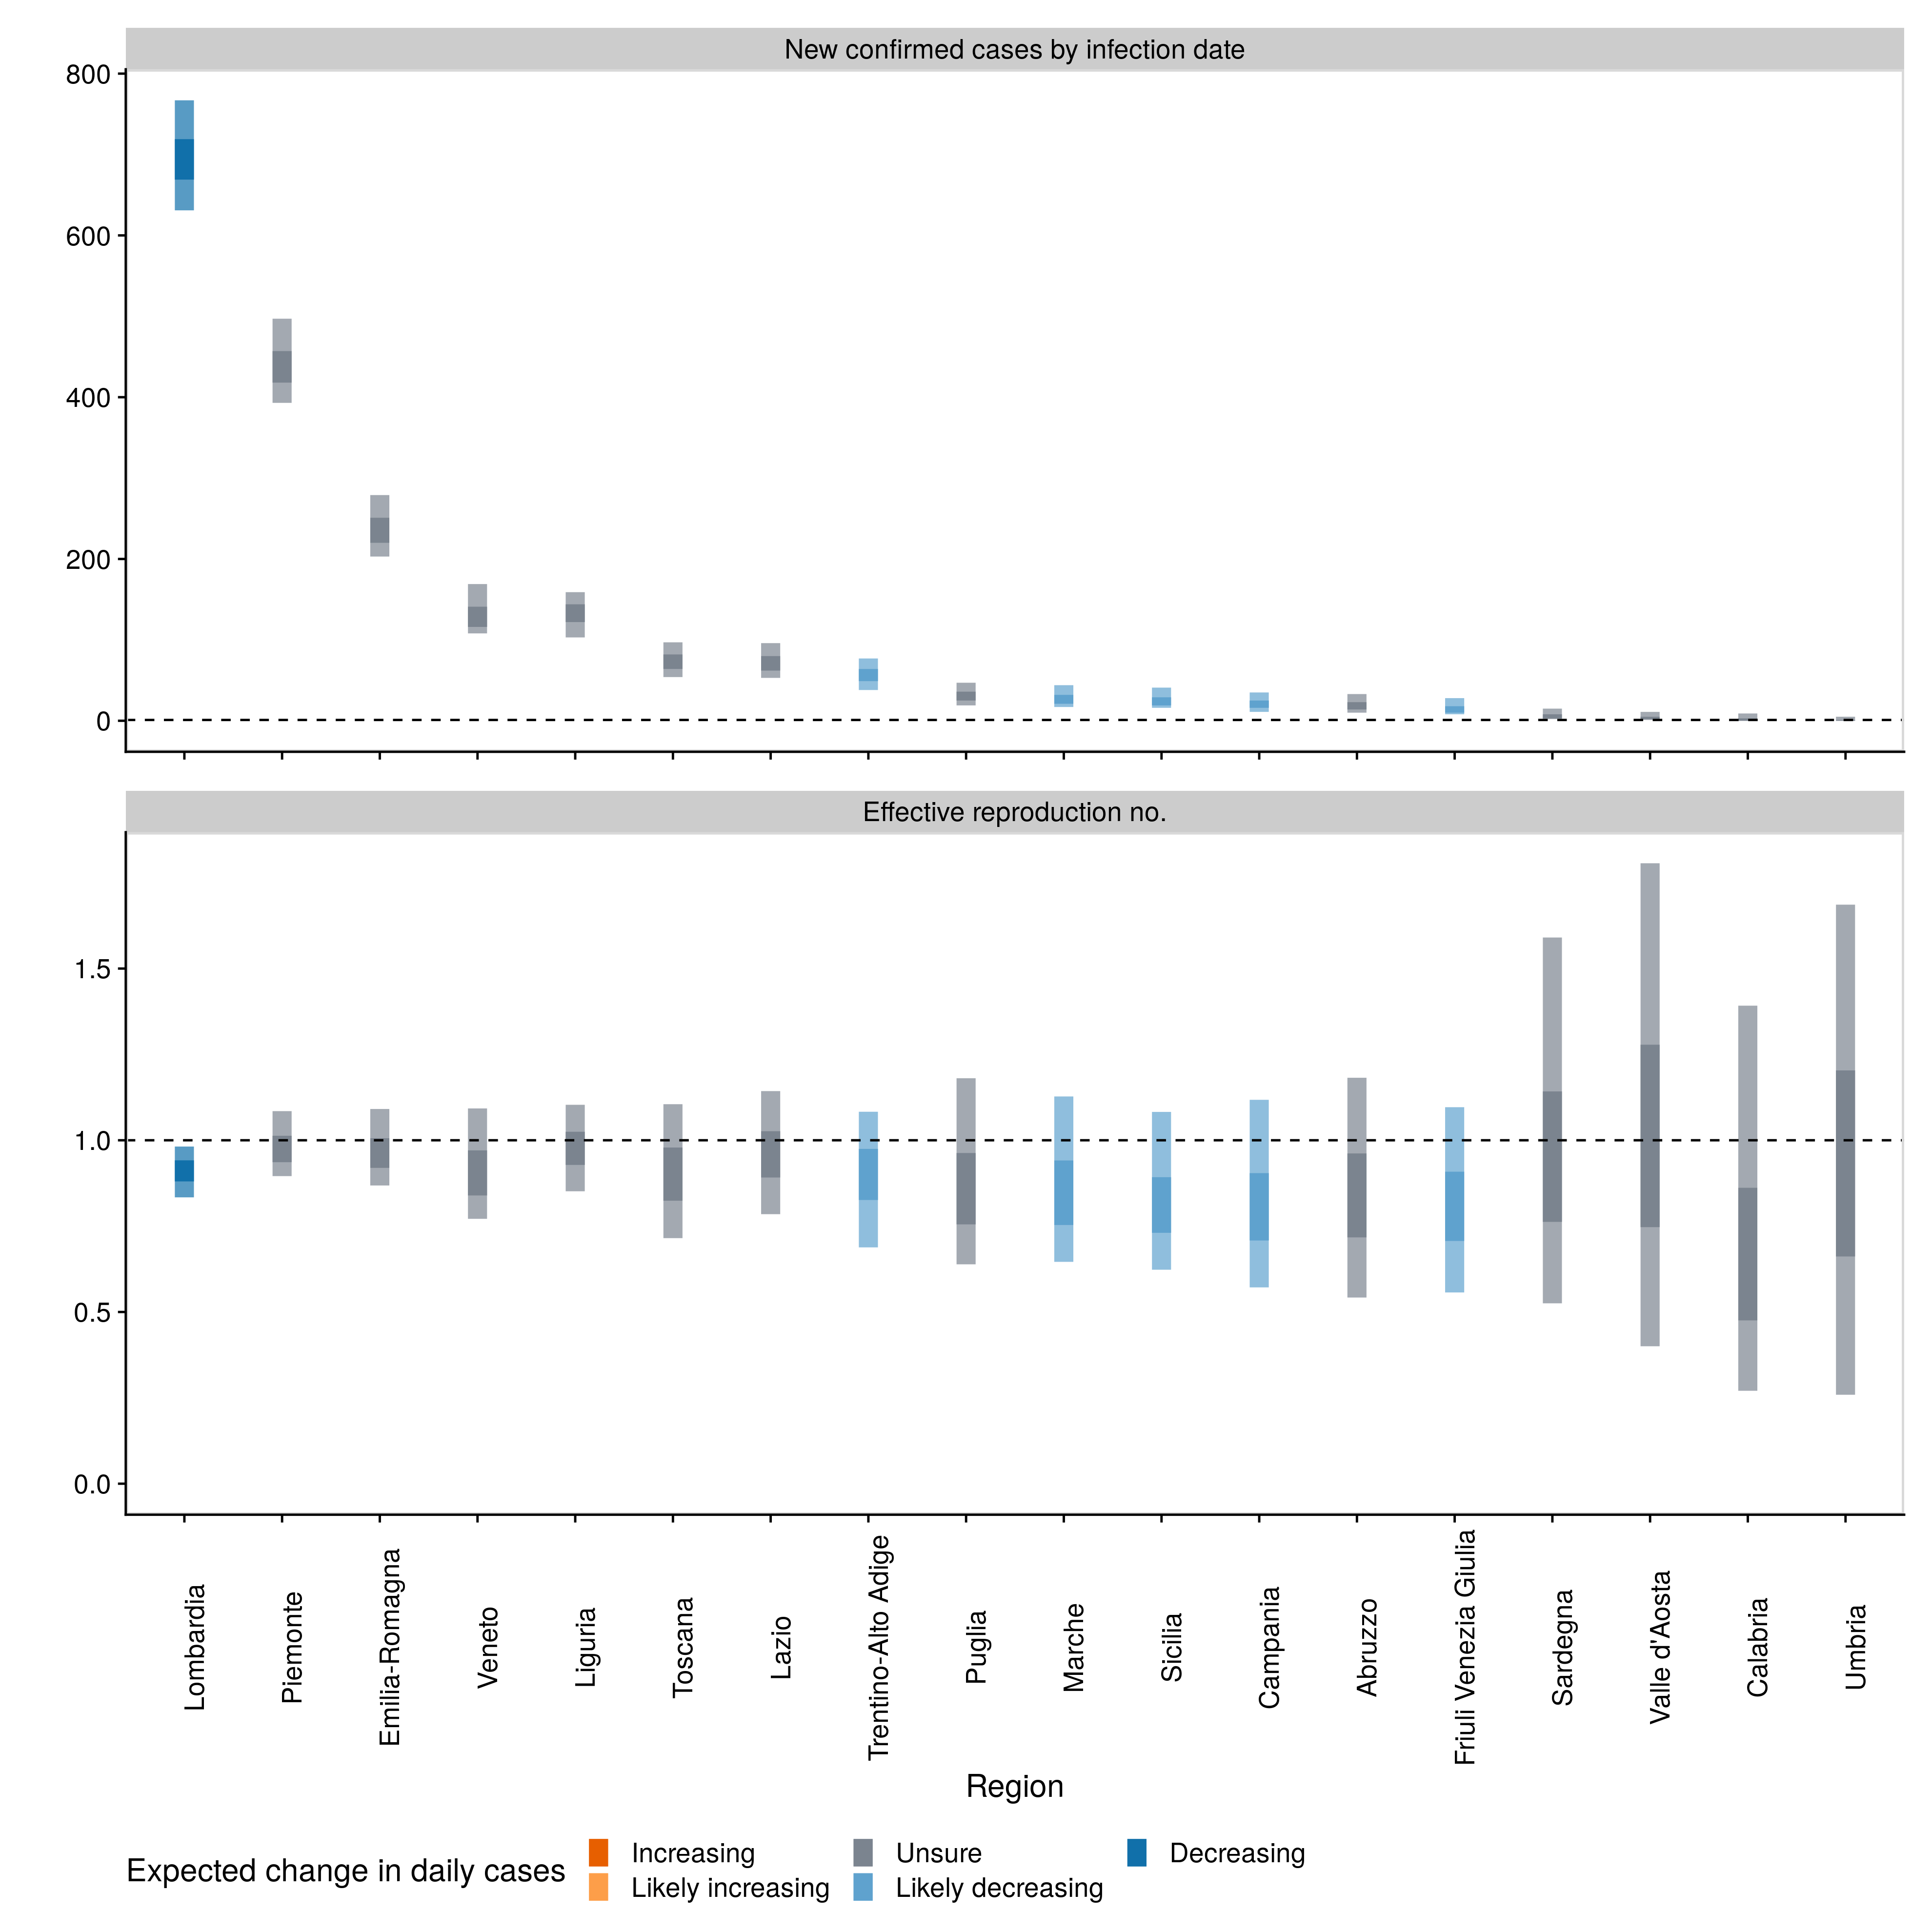 New confirmed cases by infection date
800
600
400
200
0
Effective reproduction no.
1.5
1.0
0.5
0.0
Lombardia
Piemonte
Emilia-Romagna
Veneto
Liguria
Toscana
Lazio
Trentino-Alto Adige
Puglia
Marche
Sicilia
Campania
Abruzzo
Friuli Venezia Giulia
Sardegna
Valle d'Aosta
Calabria
Umbria
Region
Expected change in daily cases
Increasing
Likely increasing
Unsure
Likely decreasing
Decreasing